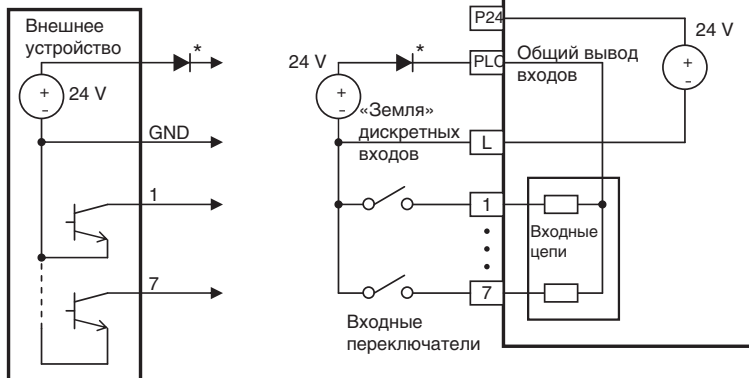 Внешнее
устройство
*
+
-
24 V
GND
1
7
24 V
*
+
-
«Земля»
дискретных
входов
Входные
переключатели
P24
PLC
Общий вывод
входов
L
1
7
Входные
цепи
24 V
+
-